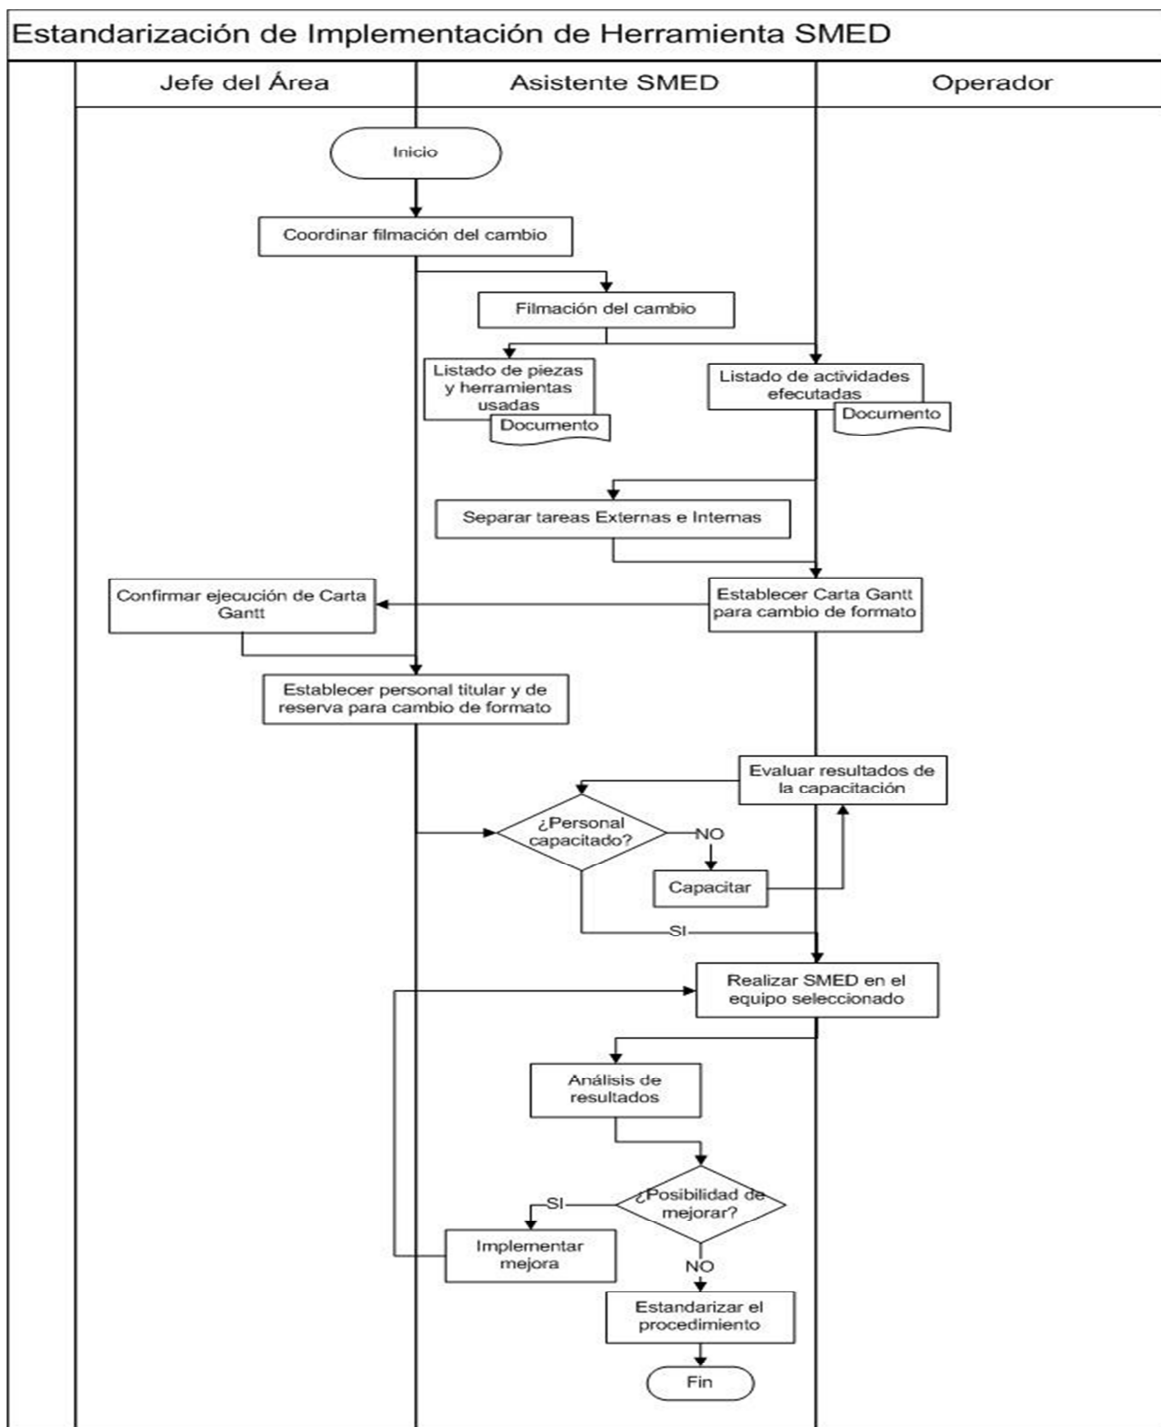 Estandarización de Implementación de Herramienta SMED
Jefe del Área
Asistente SMED
Operador
Inicio
Coordinar filmación del cambio
Filmación del cambio
Listado de piezas
y herramientas
usadas
Documento
Listado de actividades
efecutadas
Documento
Separar tareas Externas e Internas
Establecer Carta Gantt
para cambio de formato
Confirmar ejecución de Carta
Gantt
Establecer personal titular y de
reserva para cambio de formato
Evaluar resultados de
la capacitación
¿Personal
capacitado?
NO
Capacitar
SI
Realizar SMED en el
equipo seleccionado
Análisis de
resultados
¿Posibilidad de
mejorar?
SI
Implementar
mejora
NO
Estandarizar el
procedimiento
Fin